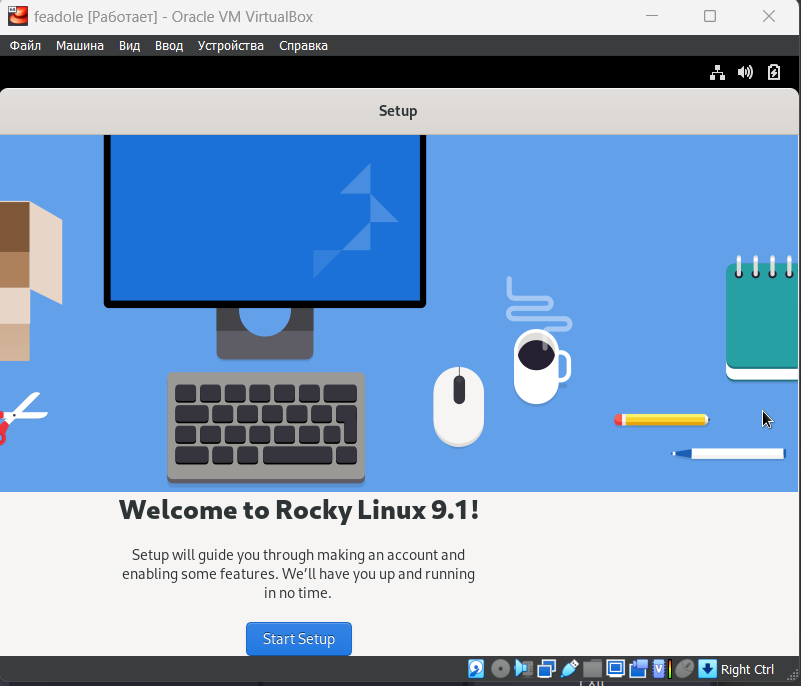 feadole [Работает] - Oracle VM VirtualBox
Файл Машина Вид Ввод Устройства Справка
Setup
Welcome to Rocky Linux 9.1!
Setup will guide you through making an account and
enabling some features. We’ll have you up and running
in no time.
Start Setup
Right Ctrl